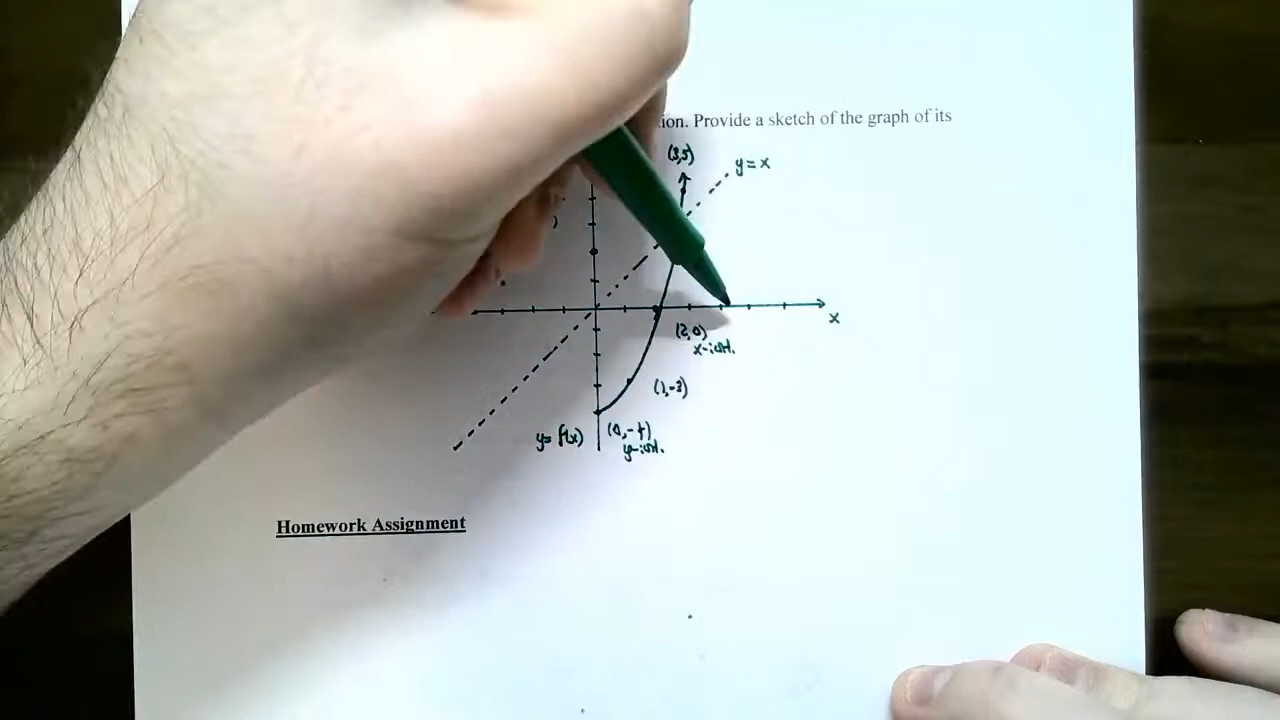 ion. Provide a sketch of the graph of its
(3,5)
y = x
)
x
(2,0)
x-int.
(1,-3)
y = f(x) (0,-4)
y-int.
Homework Assignment